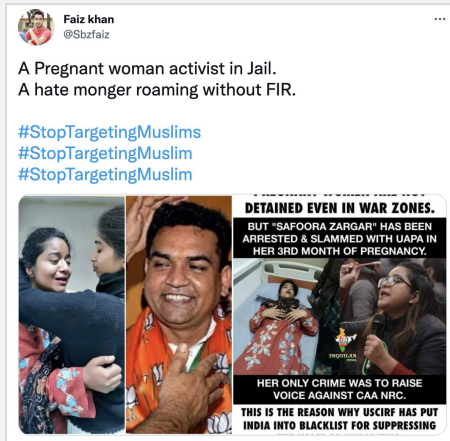 Faiz khan
@Sbzfaiz
A Pregnant woman activist in Jail.
A hate monger roaming without FIR.
#StopTargetingMuslims
#StopTargetingMuslim
#StopTargetingMuslim
DETAINED EVEN IN WAR ZONES.
BUT "SAFOORA ZARGAR" HAS BEEN
ARRESTED & SLAMMED WITH UAPA IN
HER 3RD MONTH OF PREGNANCY.
INQUILAB
HER ONLY CRIME WAS TO RAISE
VOICE AGAINST CAA NRC.
THIS IS THE REASON WHY USCIRF HAS PUT
INDIA INTO BLACKLIST FOR SUPPRESSING